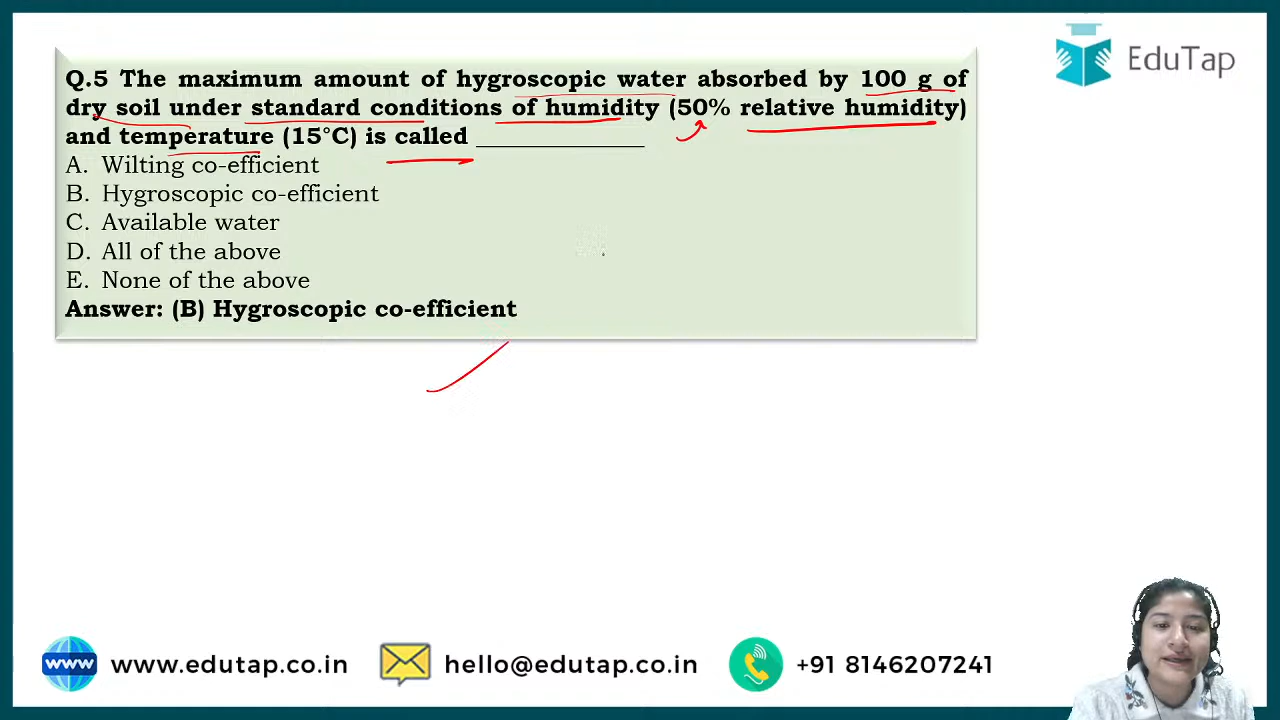 EduTap
Q.5 The maximum amount of hygroscopic water absorbed by 100 g of
dry soil under standard conditions of humidity (50% relative humidity)
and temperature (15°C) is called ______________
A. Wilting co-efficient
B. Hygroscopic co-efficient
C. Available water
D. All of the above
E. None of the above
Answer: (B) Hygroscopic co-efficient
www www.edutap.co.in hello@edutap.co.in +91 8146207241